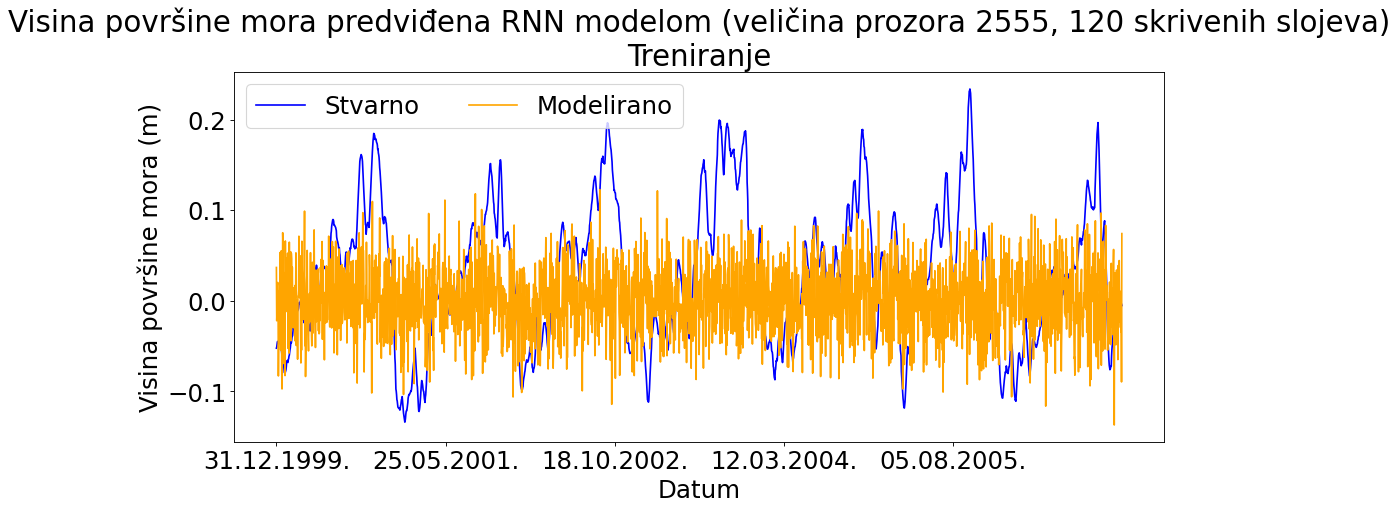 Visina površine mora predviđena RNN modelom (veličina prozora 2555, 120 skrivenih slojeva)
Treniranje
Stvarno Modelirano
Visina površine mora (m)
0.2
0.1
0.0
−0.1
31.12.1999. 25.05.2001. 18.10.2002. 12.03.2004. 05.08.2005.
Datum